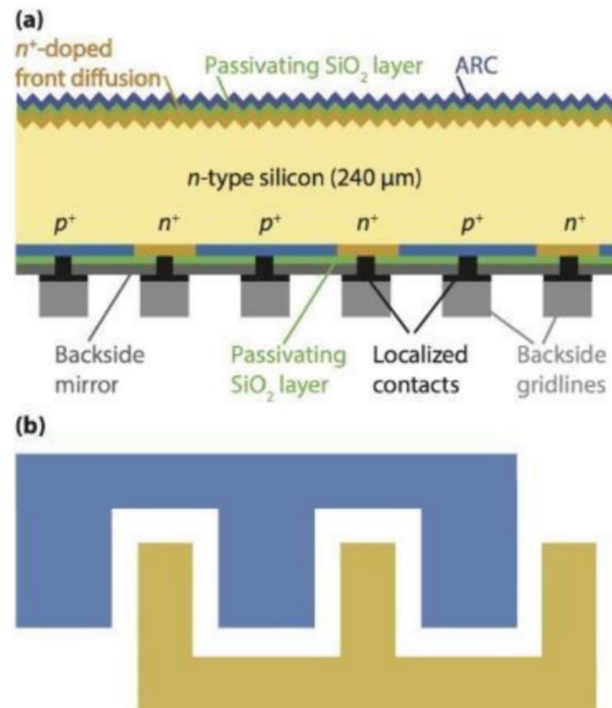 (a)
n⁺-doped
front diffusion
Passivating SiO₂ layer
ARC
n-type silicon (240 μm)
p⁺ n⁺ p⁺ n⁺ p⁺ n⁺
Backside
mirror
Passivating
SiO₂ layer
Localized
contacts
Backside
gridlines
(b)